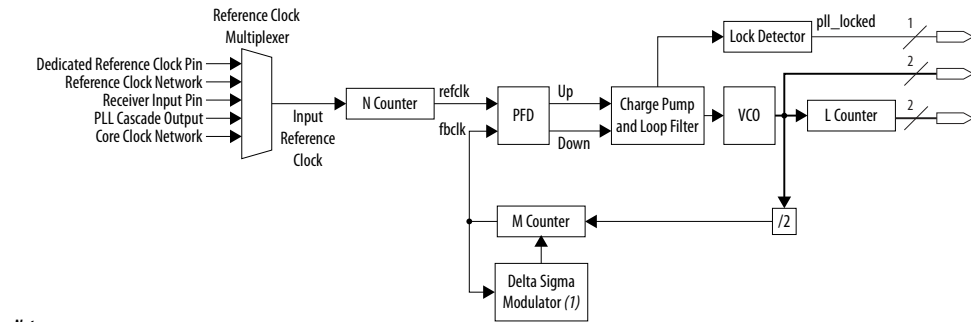 Reference Clock
Multiplexer
Dedicated Reference Clock Pin
Reference Clock Network
Receiver Input Pin
PLL Cascade Output
Core Clock Network
Input
Reference
Clock
N Counter
refclk
fbclk
PFD
Up
Down
Charge Pump
and Loop Filter
Lock Detector
pll_locked
1
VCO
2
L Counter
2
/2
M Counter
Delta Sigma
Modulator (1)